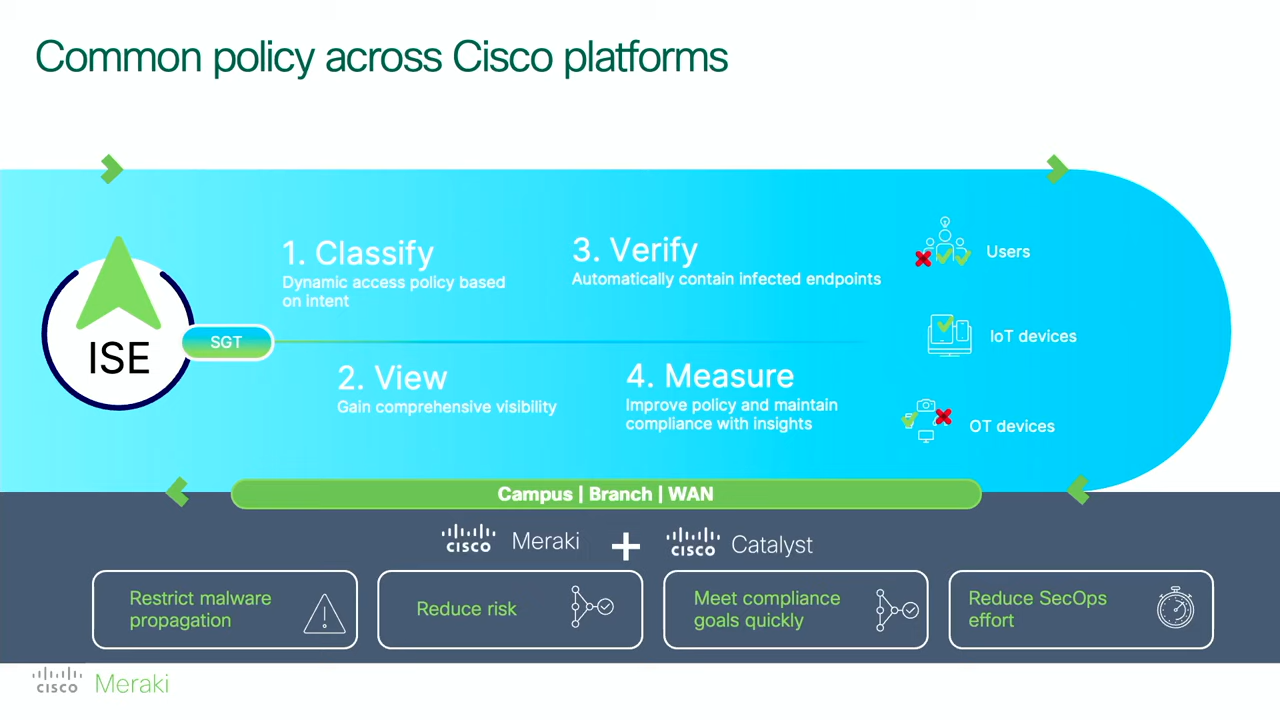 Common policy across Cisco platforms
ISE
SGT
1. Classify
Dynamic access policy based
on intent
2. View
Gain comprehensive visibility
3. Verify
Automatically contain infected endpoints
4. Measure
Improve policy and maintain
compliance with insights
Users
IoT devices
OT devices
Campus | Branch | WAN
CISCO Meraki + CISCO Catalyst
Restrict malware
propagation
Reduce risk
Meet compliance
goals quickly
Reduce SecOps
effort
CISCO Meraki